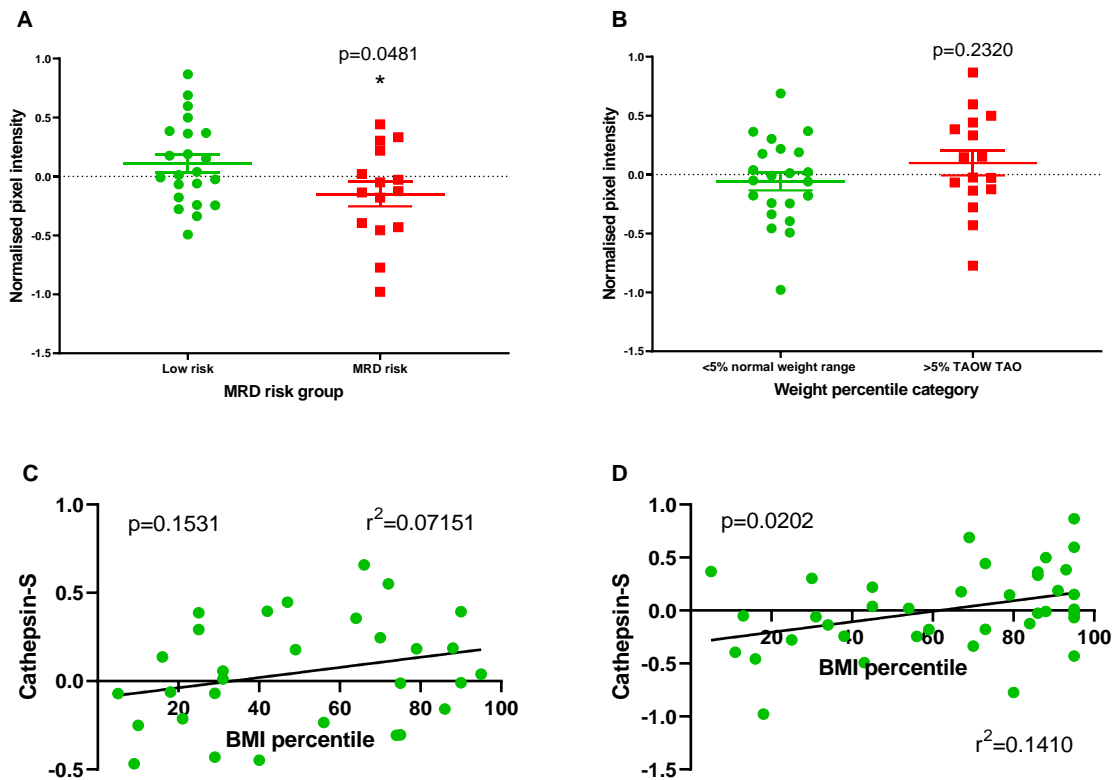 A
p=0.0481
*
Normalised pixel intensity
1.0
0.5
0.0
-0.5
-1.0
-1.5
Low risk
MRD risk
MRD risk group
B
p=0.2320
Normalised pixel intensity
1.0
0.5
0.0
-0.5
-1.0
-1.5
<5% normal weight range
>5% TAOW TAO
Weight percentile category
C
p=0.1531
r²=0.07151
Cathepsin-S
1.0
0.5
0.0
-0.5
20
40
60
80
100
BMI percentile
D
p=0.0202
Cathepsin-S
1.0
0.5
0.0
-0.5
-1.0
-1.5
20
40
60
80
100
BMI percentile
r²=0.1410